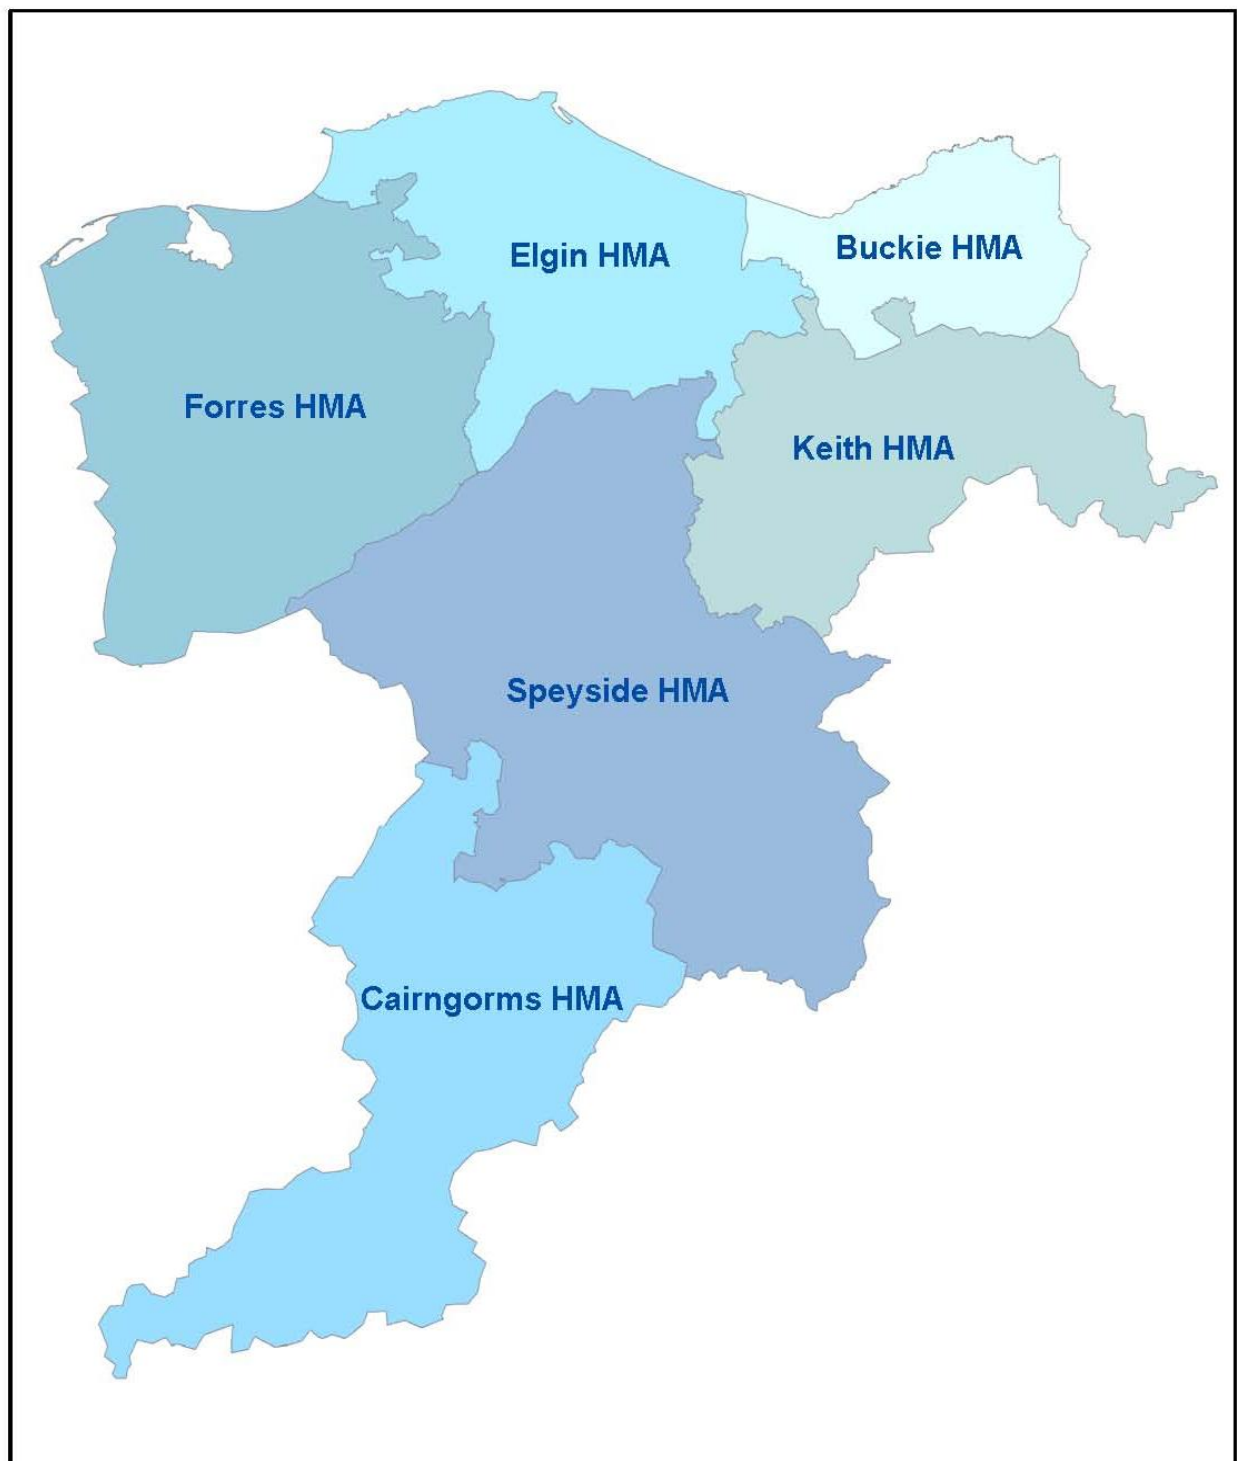 Elgin HMA
Buckie HMA
Forres HMA
Keith HMA
Speyside HMA
Cairngorms HMA